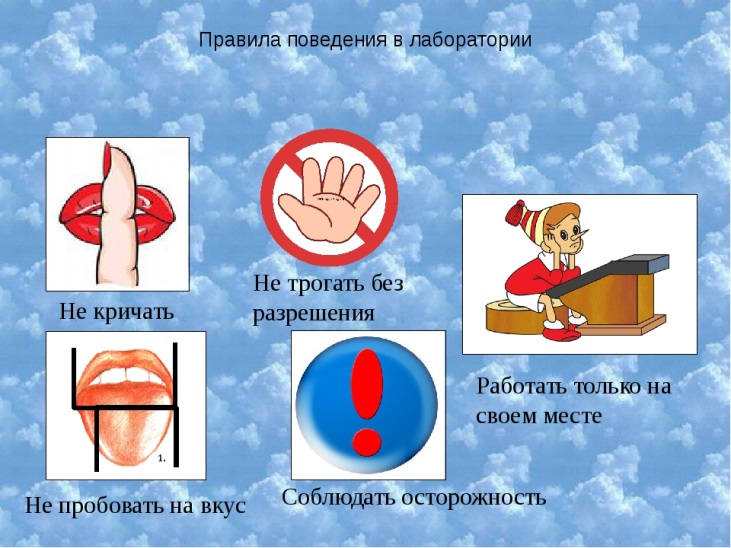 Правила поведения в лаборатории
Не кричать
Не трогать без
разрешения
Работать только на
своем месте
1.
Не пробовать на вкус
Соблюдать осторожность